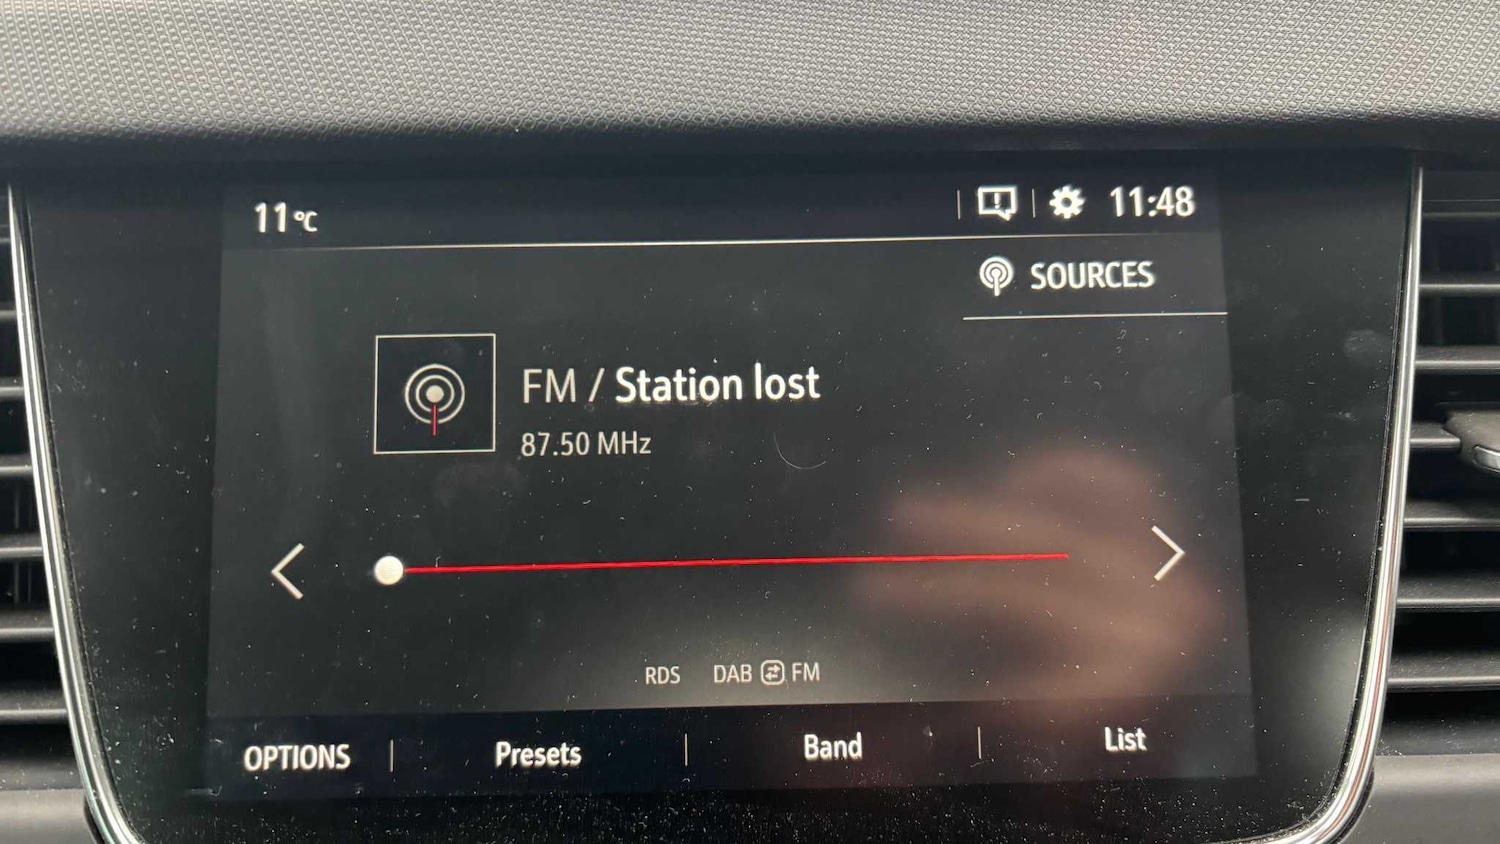 11°C
11:48
SOURCES
FM / Station lost
87.50 MHz
RDS DAB FM
OPTIONS Presets Band List